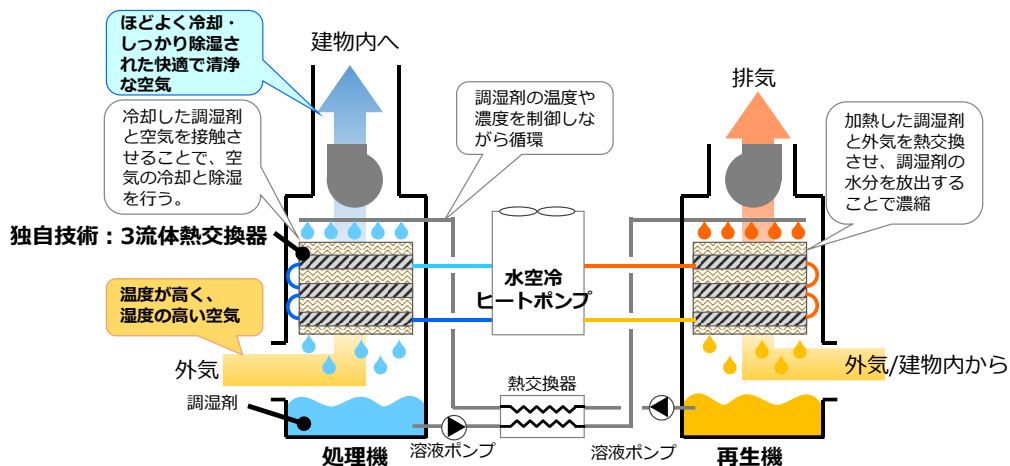 ほどよく冷却・
しっかり除湿さ
れた快適で清浄
な空気
建物内へ
排気
冷却した調湿剤
と空気を接触さ
せることで、空
気の冷却と除湿
を行う。
調湿剤の温度や
濃度を制御しな
がら循環
加熱した調湿剤
と外気を熱交換
させ、調湿剤の
水分を放出する
ことで濃縮
独自技術：3流体熱交換器
水空冷
ヒートポンプ
温度が高く、
湿度の高い空気
外気
外気/建物内から
調湿剤
熱交換器
溶液ポンプ
溶液ポンプ
処理機
再生機